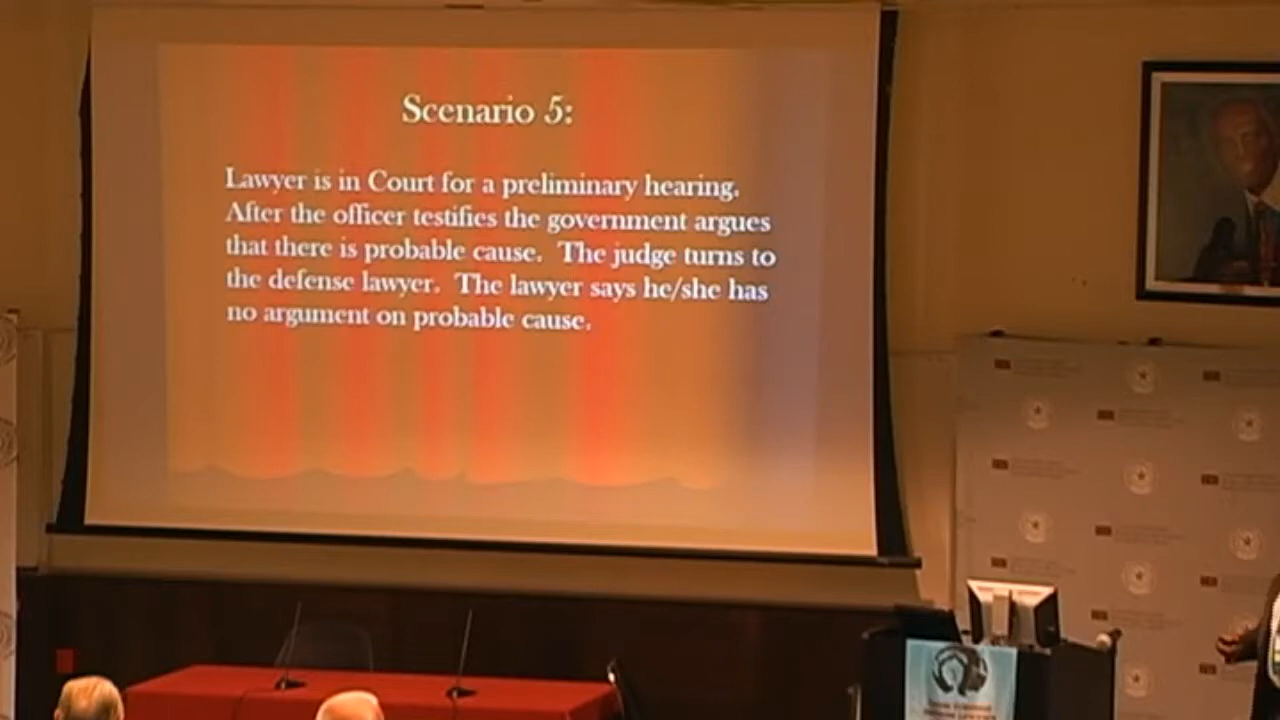 Scenario 5:
Lawyer is in Court for a preliminary hearing.
After the officer testifies the government argues
that there is probable cause. The judge turns to
the defense lawyer. The lawyer says he/she has
no argument on probable cause.